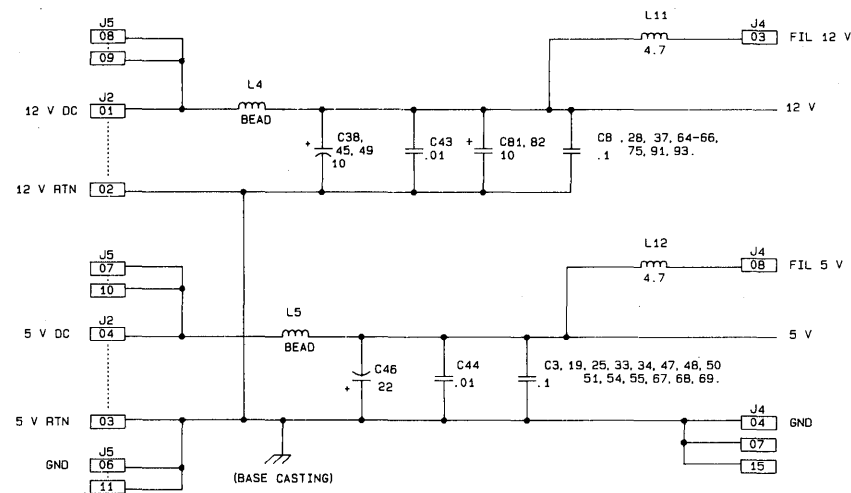 J5
08
09
L11
4.7
J4
03 FIL 12 V
L4
BEAD
J2
12 V DC 01
12 V
+ C38,
45, 49
10
C43
.01
+ C81, 82
10
C8 , 28, 37, 64-66,
.1 75, 91, 93.
12 V RTN 02
J5
07
10
L12
4.7
J4
08 FIL 5 V
L5
BEAD
J2
5 V DC 04
5 V
C46
+ 22
C44
.01
C3, 19, 25, 33, 34, 47, 48, 50
.1 51, 54, 55, 67, 68, 69.
5 V RTN 03
J4
04 GND
07
15
J5
GND 06
11
(BASE CASTING)